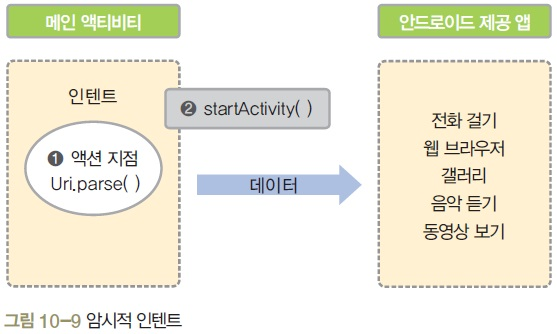 메인 액티비티
안드로이드 제공 앱
인텐트
❷ startActivity( )
❶ 액션 지점
Uri.parse( )
데이터
전화 걸기
웹 브라우저
갤러리
음악 듣기
동영상 보기
그림 10-9 암시적 인텐트